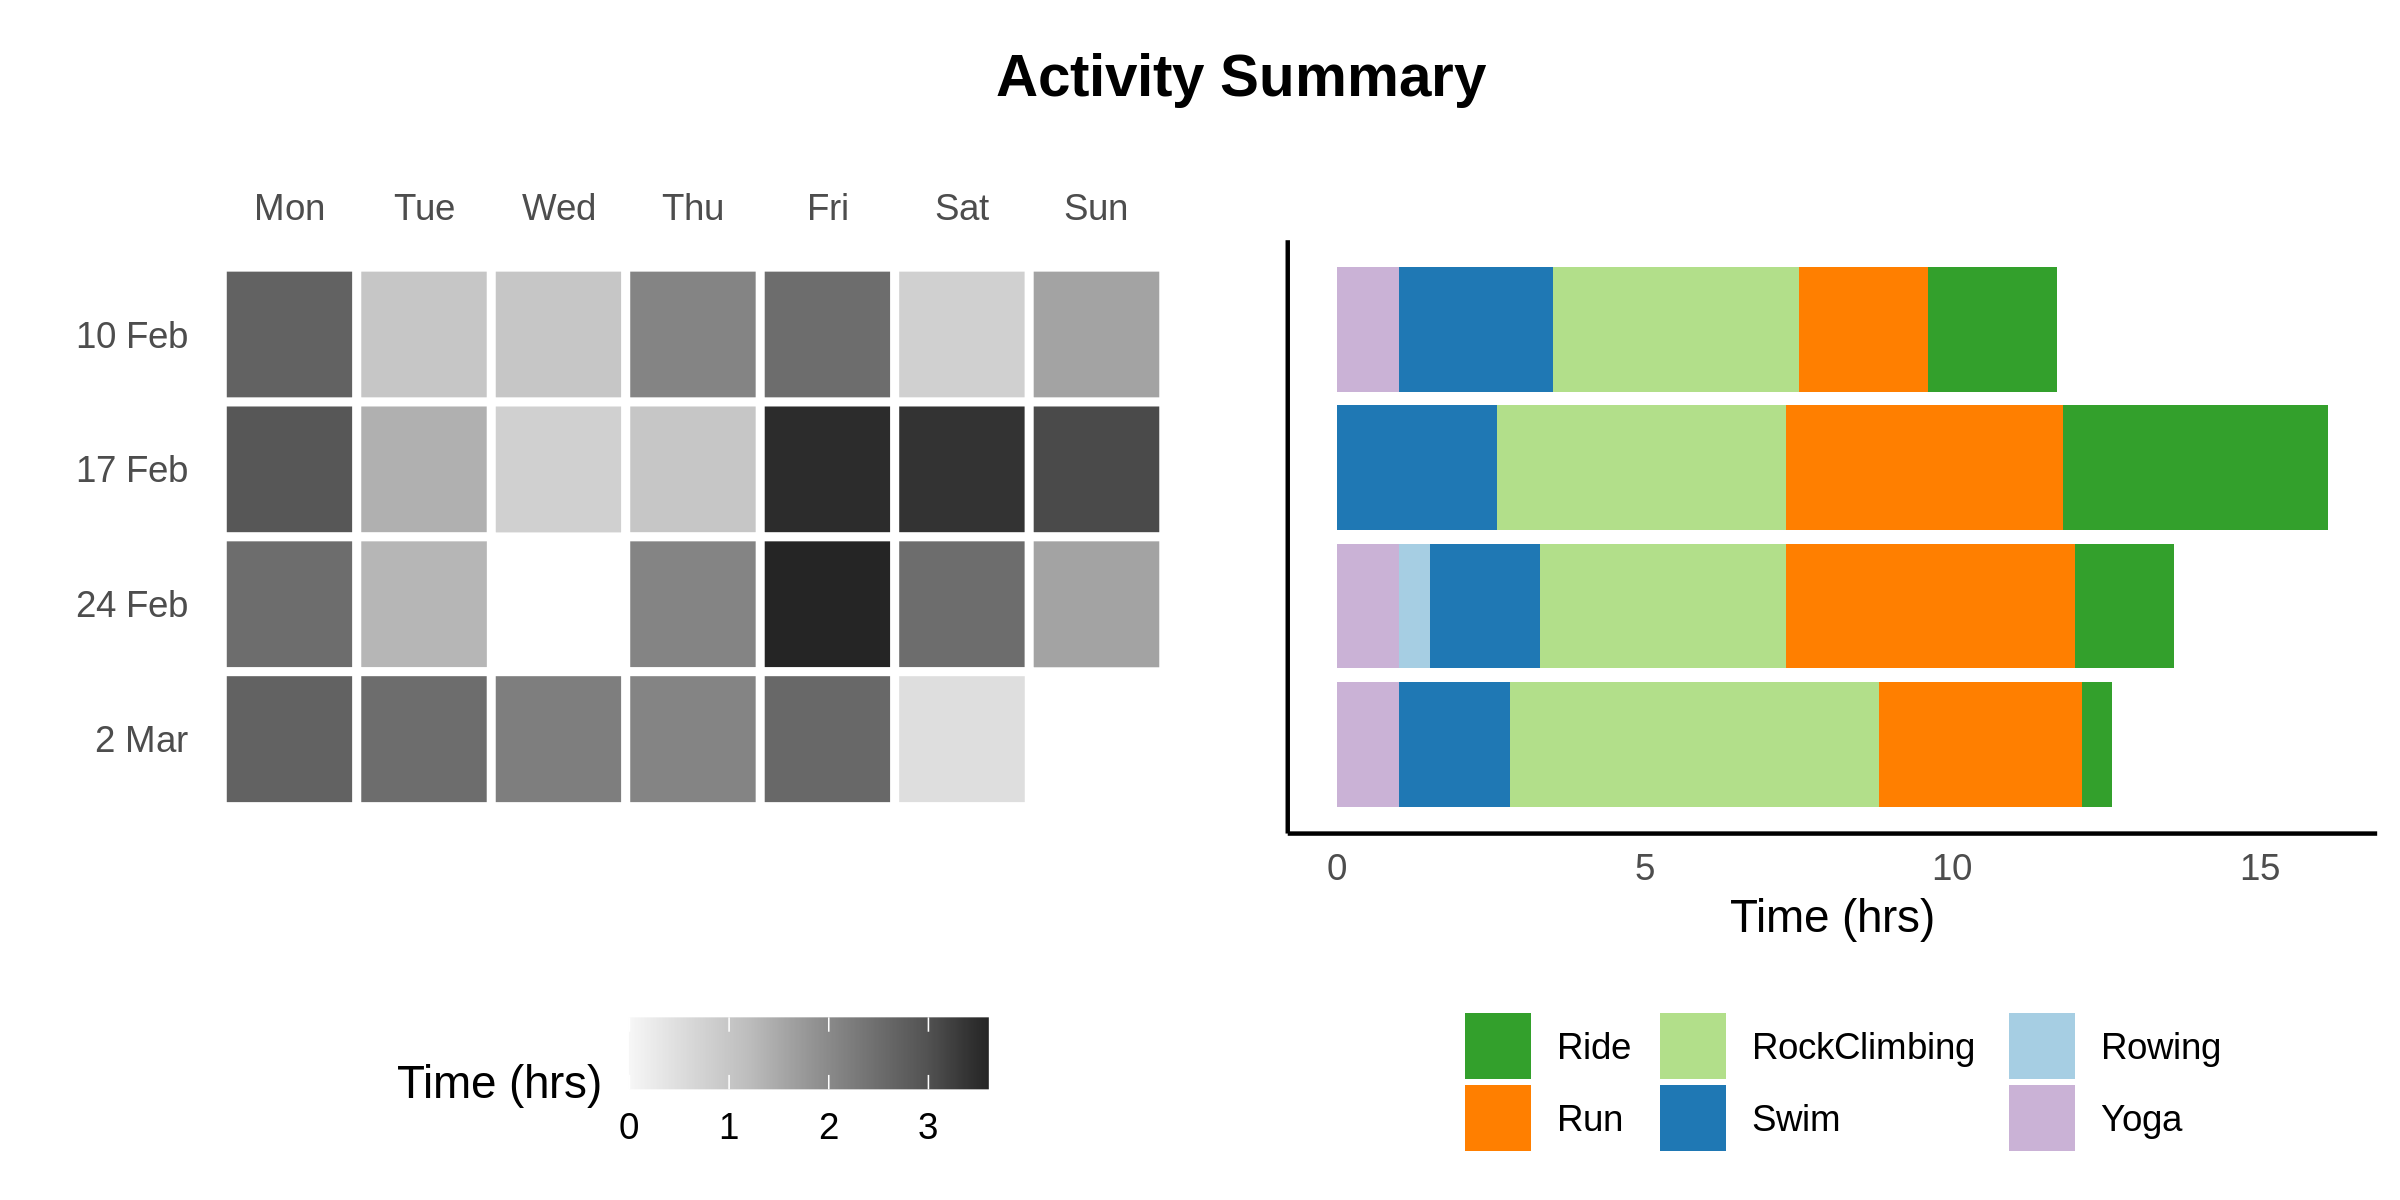 Activity Summary
Mon Tue Wed Thu Fri Sat Sun
10 Feb
17 Feb
24 Feb
2 Mar
0 5 10 15
Time (hrs)
Time (hrs)
0 1 2 3
Ride RockClimbing Rowing
Run Swim Yoga